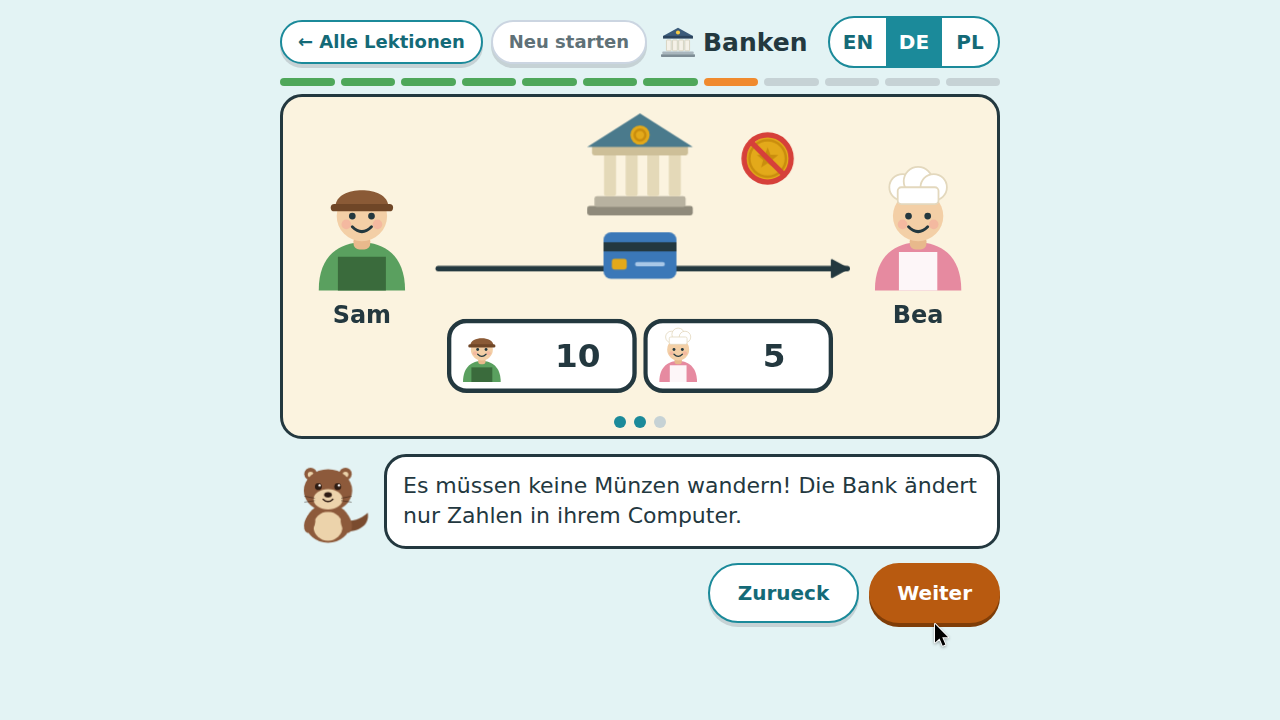 ← Alle Lektionen
Neu starten
Banken
EN DE PL
Sam
Bea
10
5
Es müssen keine Münzen wandern! Die Bank ändert
nur Zahlen in ihrem Computer.
Zurueck
Weiter